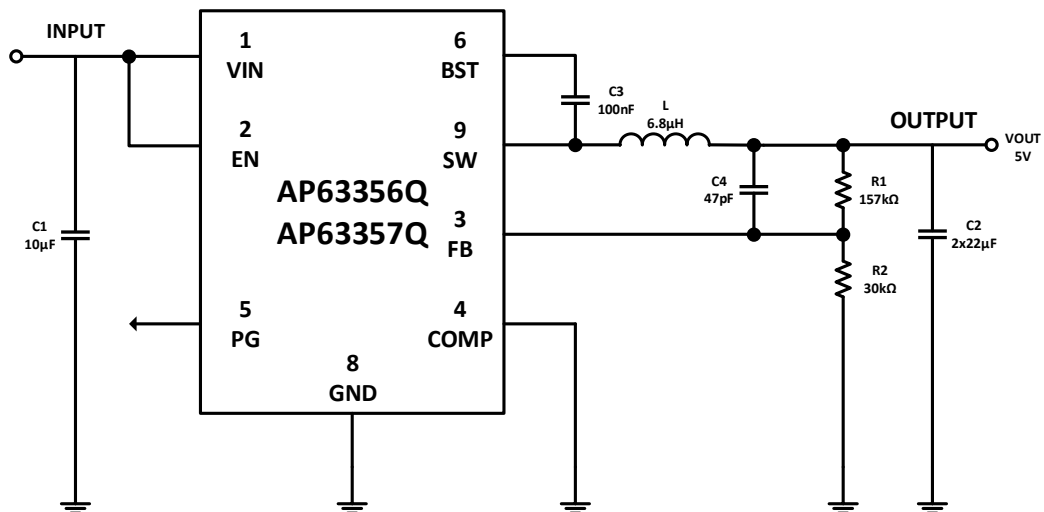 INPUT
1
VIN
2
EN
6
BST
9
SW
AP63356Q
AP63357Q
3
FB
5
PG
4
COMP
8
GND
C1
10µF
C3
100nF
L
6.8µH
C4
47pF
OUTPUT
VOUT
5V
R1
157kΩ
C2
2x22µF
R2
30kΩ